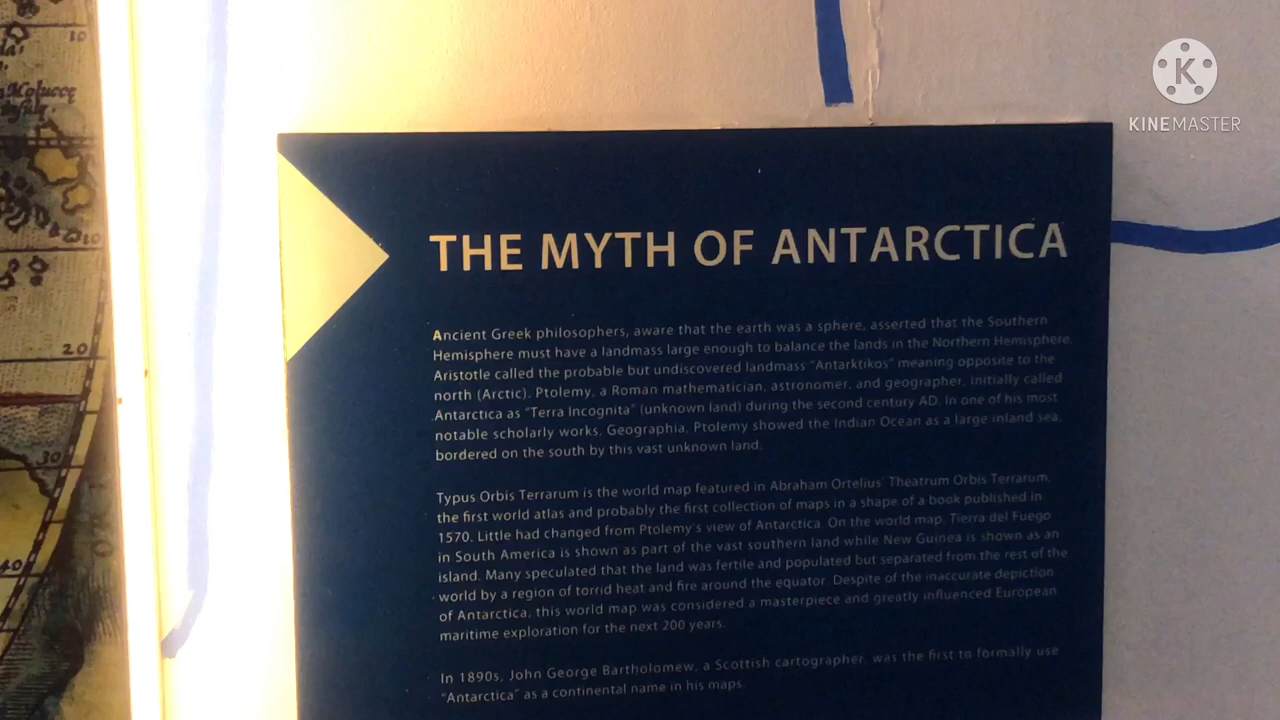 THE MYTH OF ANTARCTICA
Ancient Greek philosophers, aware that the earth was a sphere, asserted that the Southern
Hemisphere must have a landmass large enough to balance the lands in the Northern Hemisphere.
Aristotle called the probable but undiscovered landmass "Antarktikos" meaning opposite to the
north (Arctic). Ptolemy, a Roman mathematician, astronomer, and geographer, initially called
Antarctica as "Terra Incognita" (unknown land) during the second century AD. In one of his most
notable scholarly works, Geographia, Ptolemy showed the Indian Ocean as a large inland sea,
bordered on the south by this vast unknown land.
Typus Orbis Terrarum is the world map featured in Abraham Ortelius' Theatrum Orbis Terrarum,
the first world atlas and probably the first collection of maps in a shape of a book published in
1570. Little had changed from Ptolemy's view of Antarctica. On the world map, Tierra del Fuego
in South America is shown as part of the vast southern land while New Guinea is shown as an
island. Many speculated that the land was fertile and populated but separated from the rest of the
world by a region of torrid heat and fire around the equator. Despite of the inaccurate depiction
of Antarctica, this world map was considered a masterpiece and greatly influenced European
maritime exploration for the next 200 years.
In 1890s, John George Bartholomew, a Scottish cartographer, was the first to formally use
"Antarctica" as a continental name in his maps.
K
KINEMASTER
10
10
20
30
40